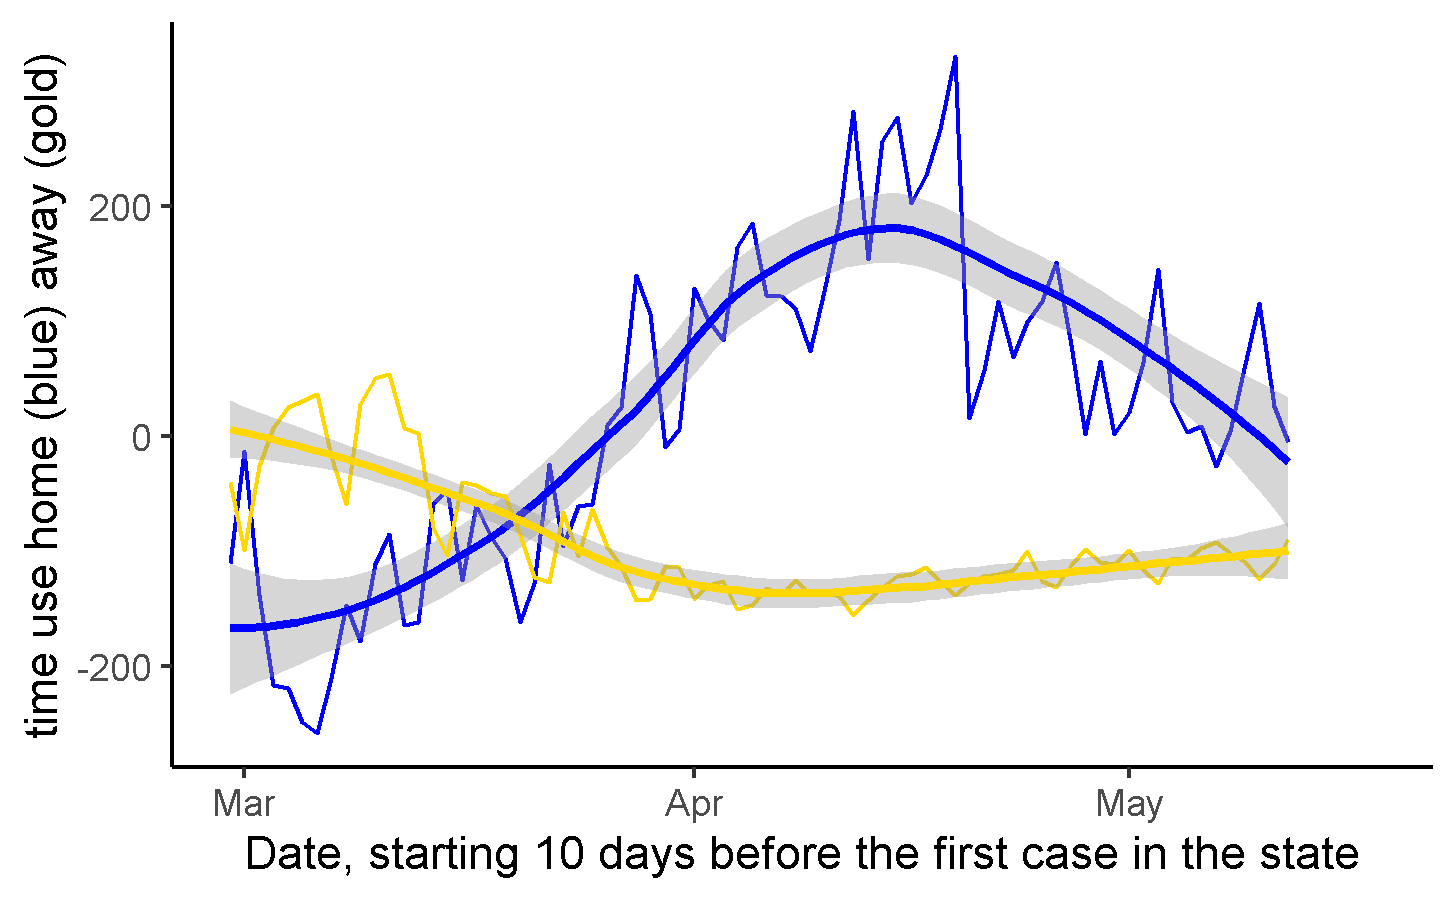 time use home (blue) away (gold)
200
0
-200
Mar
Apr
May
Date, starting 10 days before the first case in the state